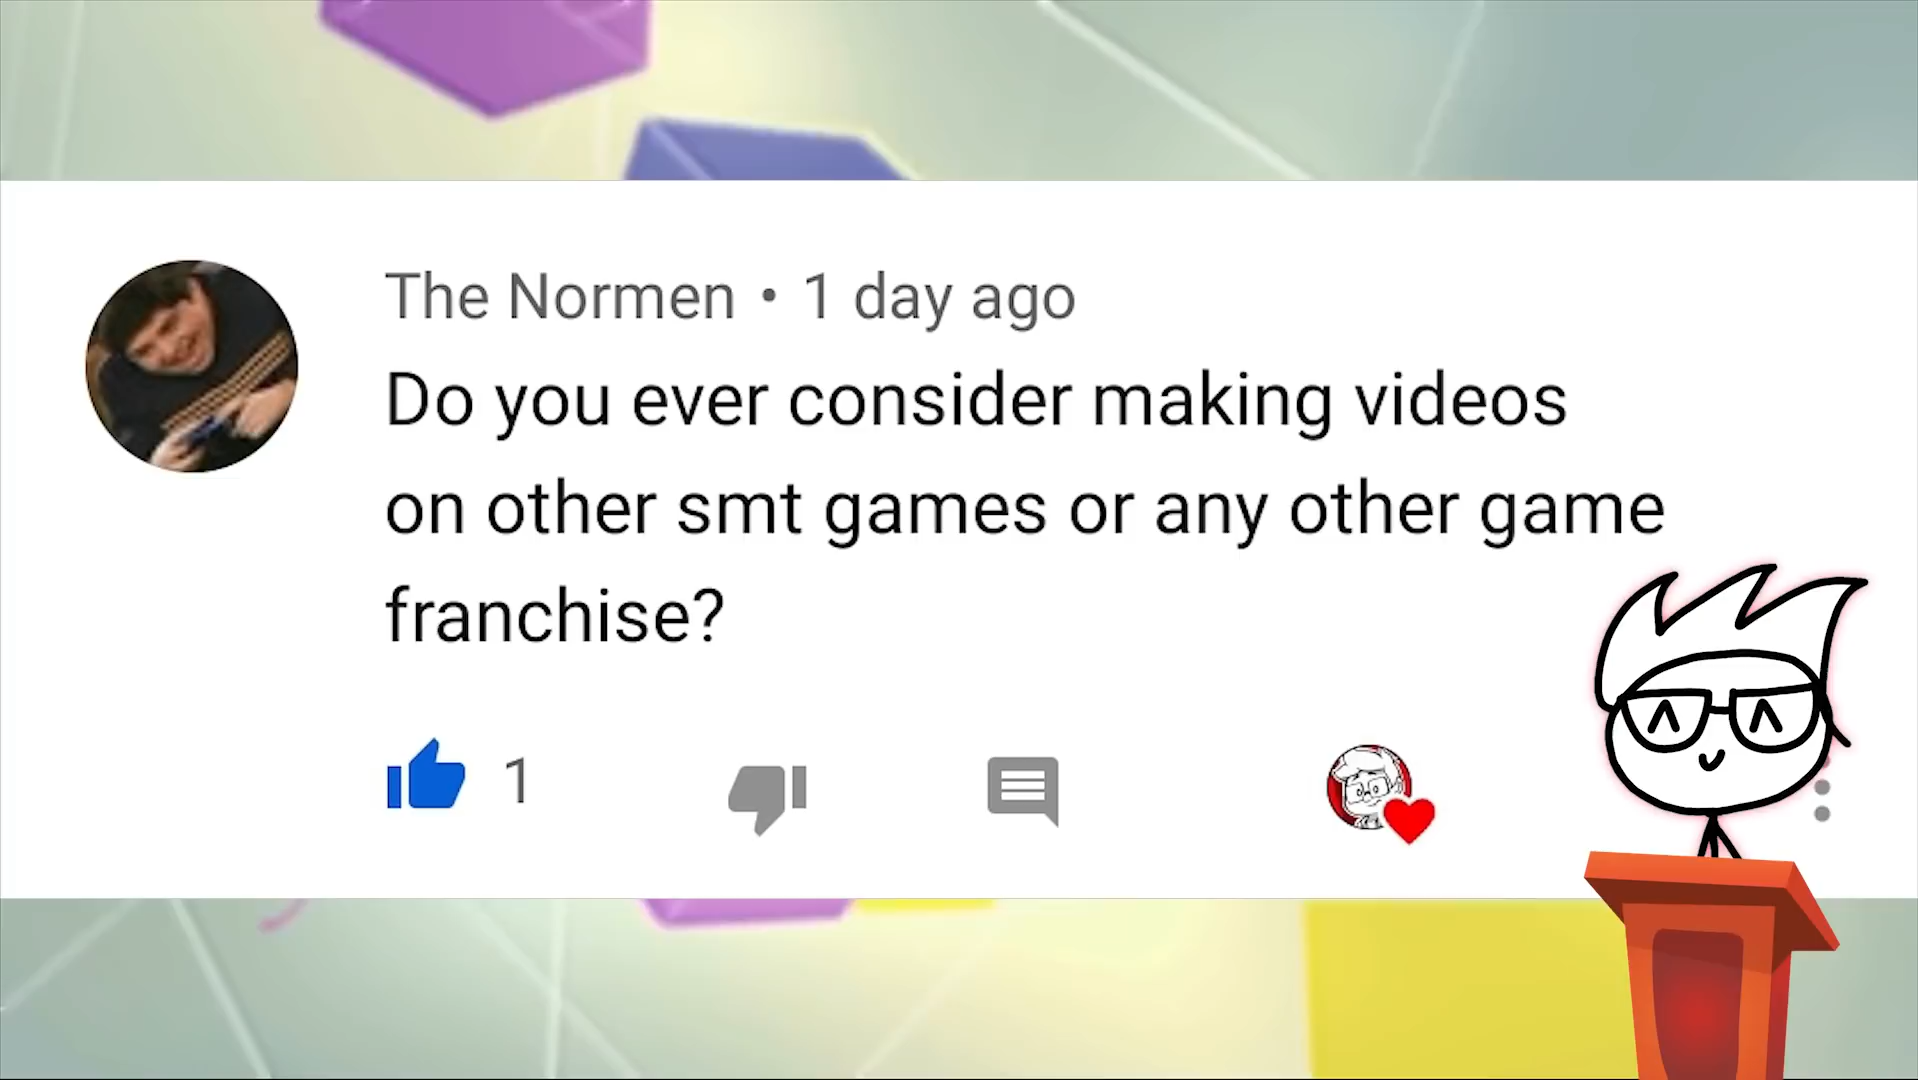 The Normen • 1 day ago
Do you ever consider making videos
on other smt games or any other game
franchise?
1